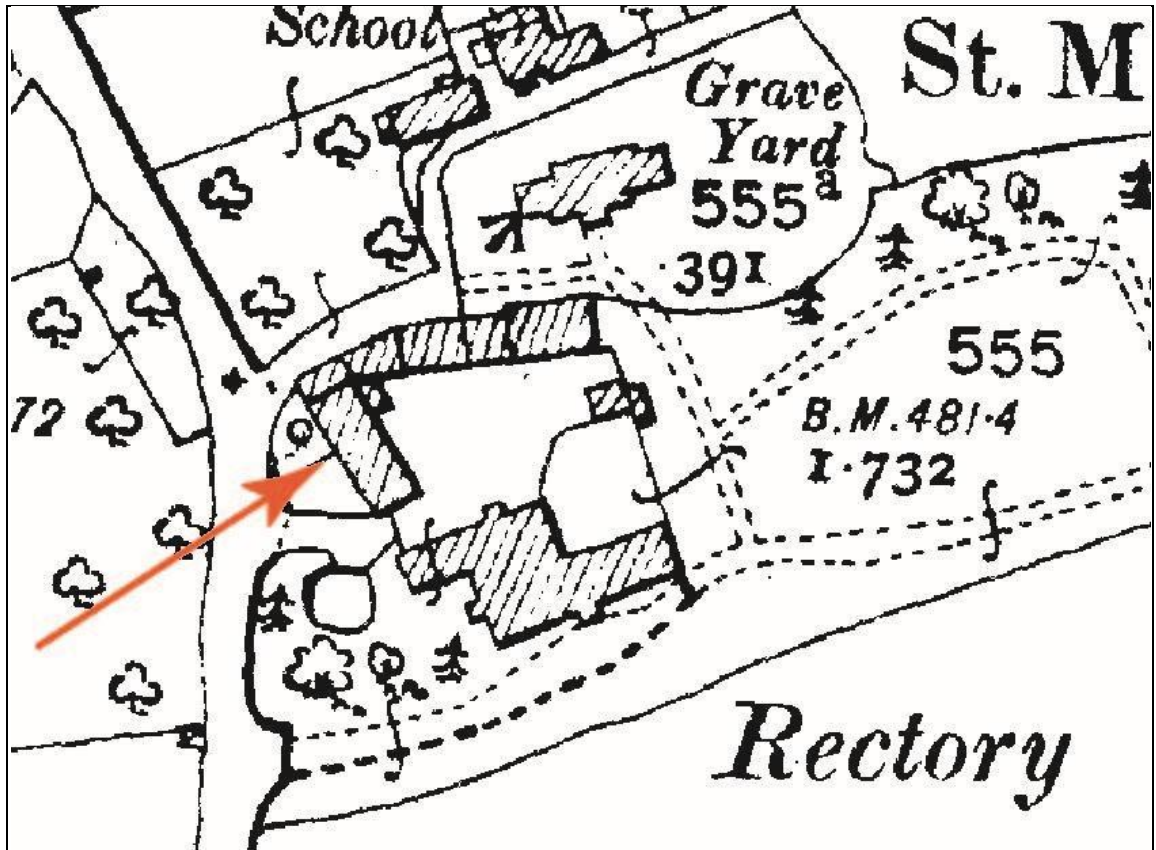 School
St. M
Grave
Yard
555a
.391
555
72
B.M.481.4
1.732
Rectory